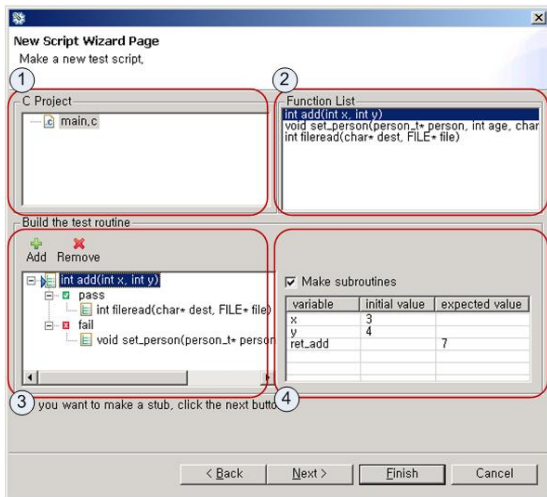 New Script Wizard Page
Make a new test script,
1
2
C Project
main,c
Function List
int add(int x, int y)
void set_person(person_t* person, int age, char
int fileread(char* dest, FILE* file)
Build the test routine
Add Remove
int add(int x, int y)
pass
int fileread(char* dest, FILE* file)
fail
void set_person(person_t* person
Make subroutines
variable initial value expected value
x 3
y 4
ret_add 7
3
4
you want to make a stub, click the next butto
< Back Next > Finish Cancel